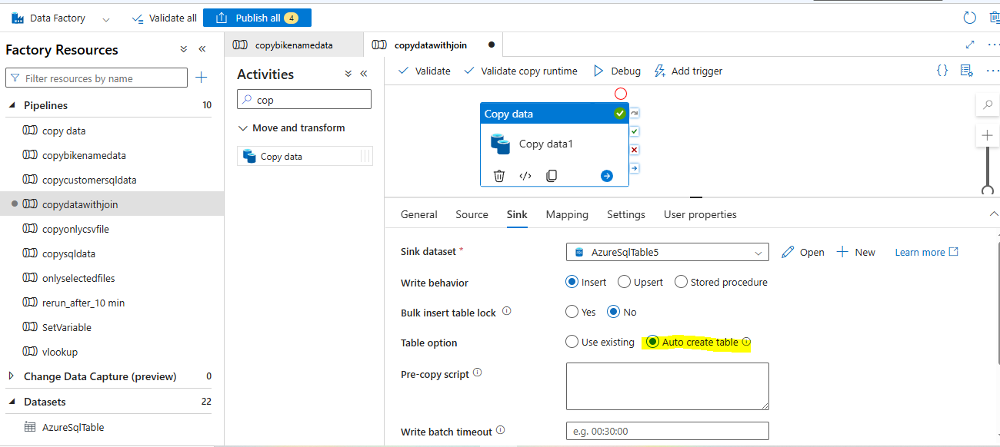 Data Factory
Validate all
Publish all 4
Factory Resources
Filter resources by name
Pipelines 10
copy data
copybikenamedata
copycustomersqldata
copydatawithjoin
copyonlycsvfile
copysqldata
onlyselectedfiles
rerun_after_10 min
SetVariable
vlookup
Change Data Capture (preview) 0
Datasets 22
AzureSqlTable
copybikenamedata
copydatawithjoin
Activities
cop
Move and transform
Copy data
Validate
Validate copy runtime
Debug
Add trigger
Copy data
Copy data1
General
Source
Sink
Mapping
Settings
User properties
Sink dataset *
AzureSqlTable5
Open
New
Learn more
Write behavior
Insert
Upsert
Stored procedure
Bulk insert table lock
Yes
No
Table option
Use existing
Auto create table
Pre-copy script
Write batch timeout
e.g. 00:30:00